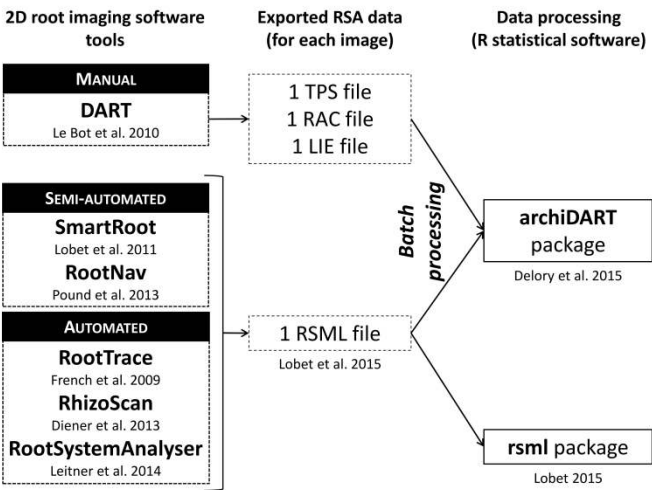 2D root imaging software
tools
Exported RSA data
(for each image)
Data processing
(R statistical software)
MANUAL
DART
Le Bot et al. 2010
1 TPS file
1 RAC file
1 LIE file
SEMI-AUTOMATED
SmartRoot
Lobet et al. 2011
RootNav
Pound et al. 2013
AUTOMATED
RootTrace
French et al. 2009
RhizoScan
Diener et al. 2013
RootSystemAnalyser
Leitner et al. 2014
1 RSML file
Lobet et al. 2015
Batch
processing
archiDART
package
Delory et al. 2015
rsml package
Lobet 2015